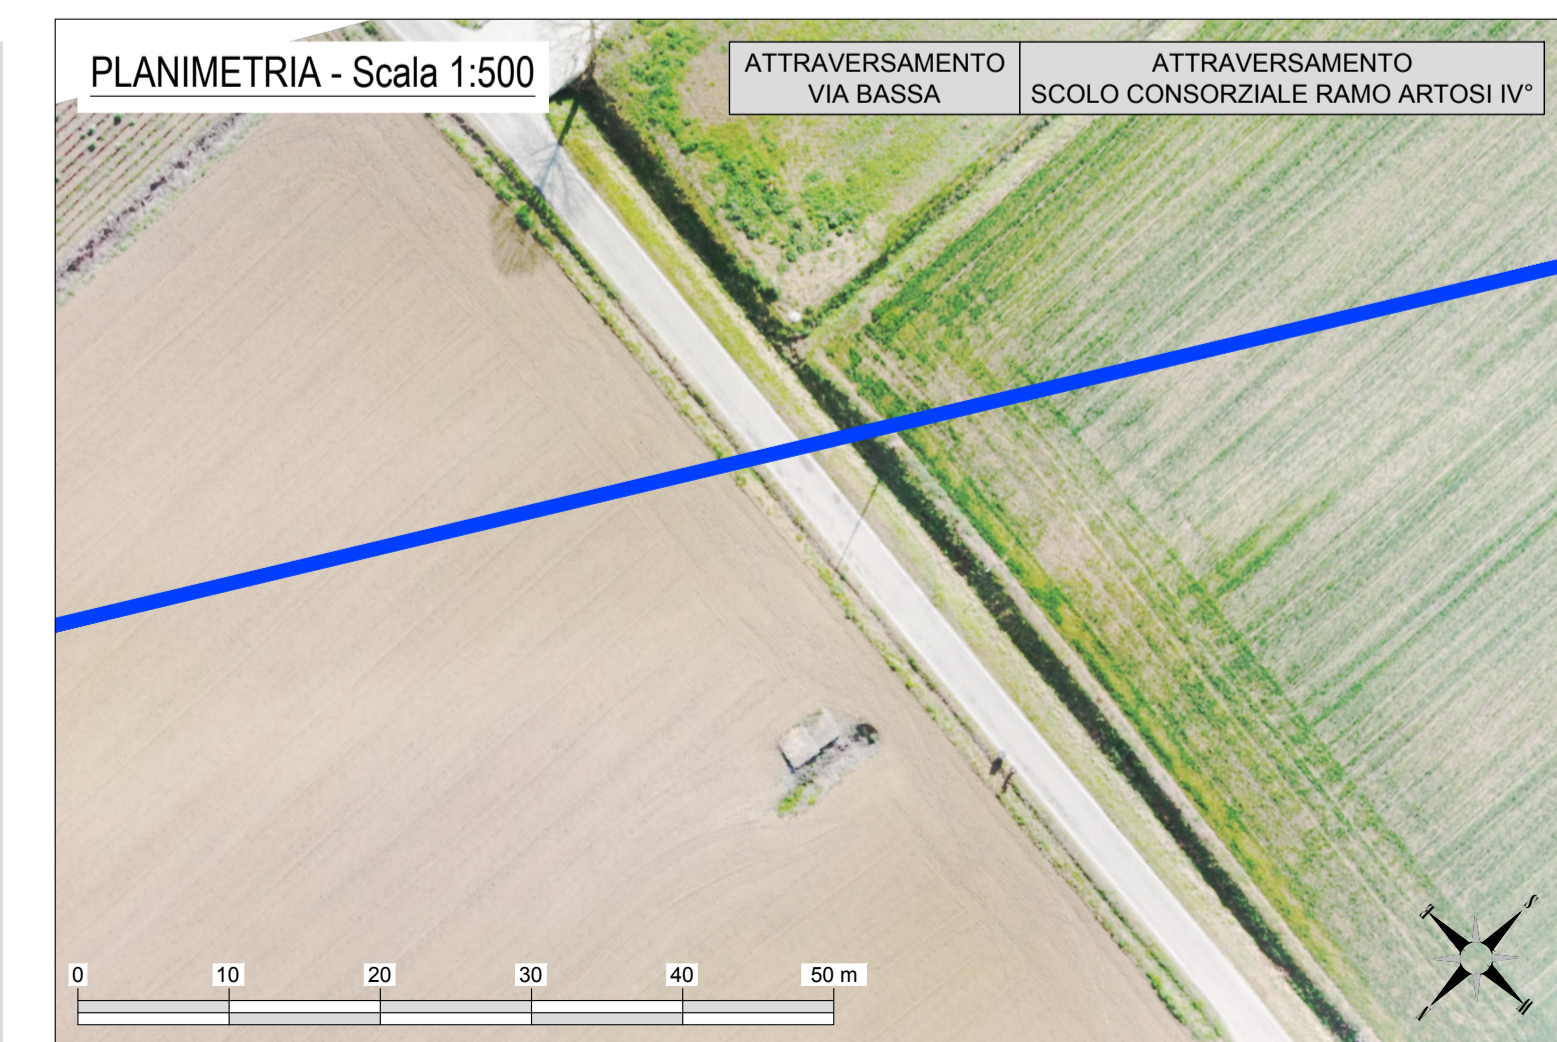 PLANIMETRIA - Scala 1:500
ATTRAVERSAMENTO
VIA BASSA
ATTRAVERSAMENTO
SCOLO CONSORZIALE RAMO ARTOSI IV°
S
0 10 20 30 40 50 m